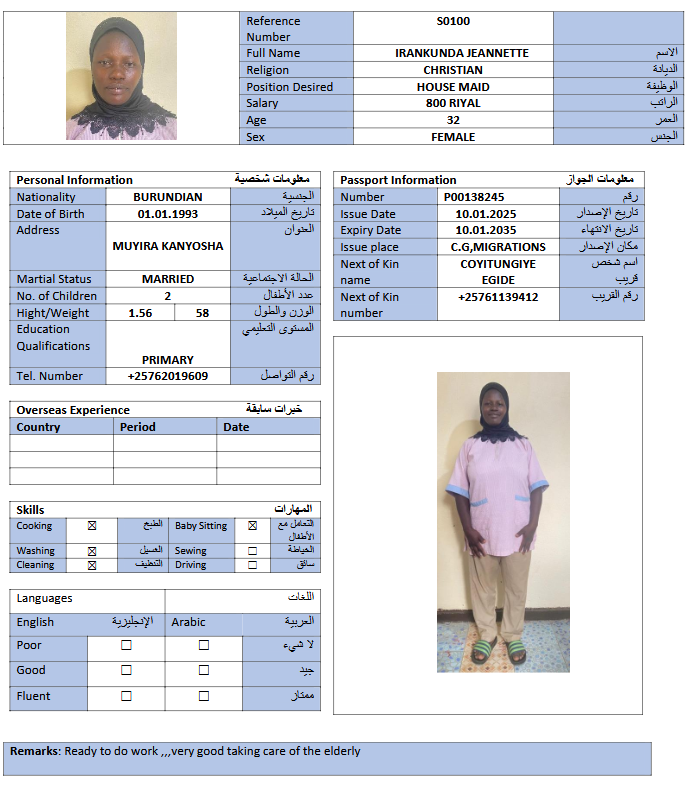 Reference Number S0100
Full Name IRANKUNDA JEANNETTE الاسم
Religion CHRISTIAN الديانة
Position Desired HOUSE MAID الوظيفة
Salary 800 RIYAL الراتب
Age 32 العمر
Sex FEMALE الجنس
Personal Information معلومات شخصية
Nationality BURUNDIAN الجنسية
Date of Birth 01.01.1993 تاريخ الميلاد
Address MUYIRA KANYOSHA العنوان
Martial Status MARRIED الحالة الاجتماعية
No. of Children 2 عدد الأطفال
Hight/Weight 1.56 58 الوزن والطول
Education Qualifications PRIMARY المستوى التعليمي
Tel. Number +25762019609 رقم التواصل
Passport Information معلومات الجواز
Number P00138245 رقم
Issue Date 10.01.2025 تاريخ الإصدار
Expiry Date 10.01.2035 تاريخ الانتهاء
Issue place C.G,MIGRATIONS مكان الإصدار
Next of Kin name COYITUNGIYE EGIDE اسم شخص قريب
Next of Kin number +25761139412 رقم القريب
Overseas Experience خبرات سابقة
Country Period Date
Skills المهارات
Cooking ☒ الطبخ Baby Sitting ☒ التعامل مع الأطفال
Washing ☒ الغسيل Sewing ☐ الخياطة
Cleaning ☒ التنظيف Driving ☐ سائق
Languages اللغات
English الإنجليزية Arabic العربية
Poor ☐ ☐ لا شيء
Good ☐ ☐ جيد
Fluent ☐ ☐ ممتاز
Remarks: Ready to do work ,,,very good taking care of the elderly